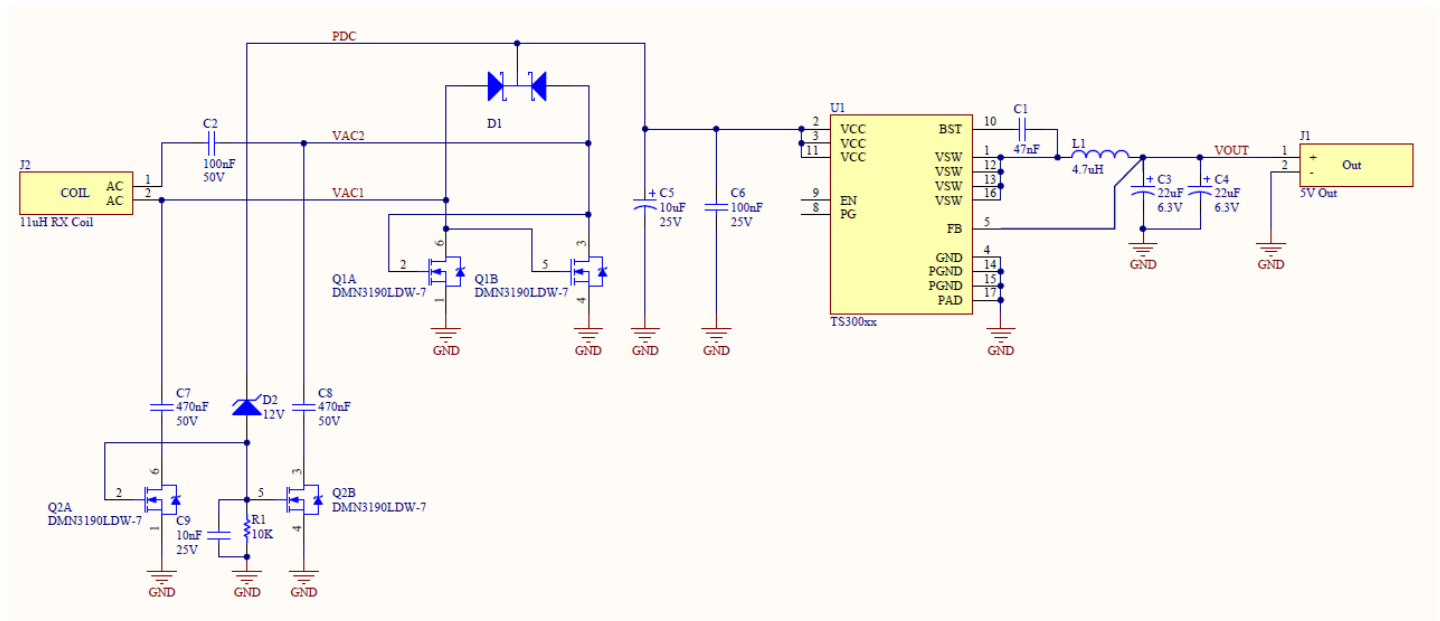 PDC
D1
C2
100nF
50V
VAC2
J2
COIL
AC
AC
1
2
11uH RX Coil
VAC1
6
2
1
Q1A
DMN3190LDW-7
3
5
4
Q1B
DMN3190LDW-7
GND
GND
+
C5
10uF
25V
GND
C6
100nF
25V
GND
U1
2
VCC
3
VCC
11
VCC
9
EN
8
PG
BST
10
VSW
1
VSW
12
VSW
13
VSW
16
FB
5
GND
4
PGND
14
PGND
15
PAD
17
TS300xx
GND
C1
47nF
L1
4.7uH
+
C3
22uF
6.3V
+
C4
22uF
6.3V
GND
VOUT
J1
1
+
2
-
Out
5V Out
GND
C7
470nF
50V
D2
12V
C8
470nF
50V
6
2
1
Q2A
DMN3190LDW-7
C9
10nF
25V
R1
10K
3
5
4
Q2B
DMN3190LDW-7
GND
GND
GND